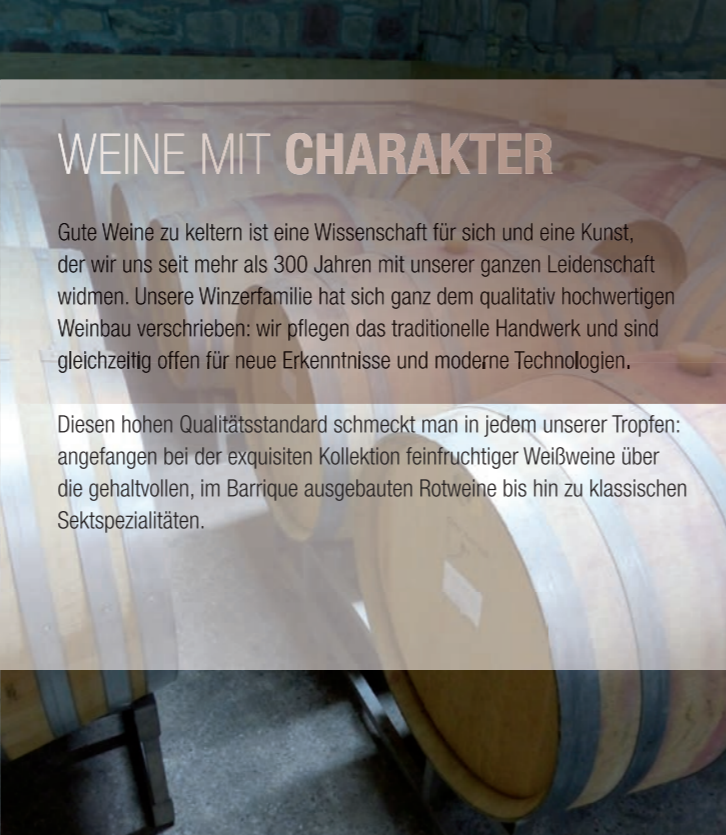 WEINE MIT CHARAKTER
Gute Weine zu keltern ist eine Wissenschaft für sich und eine Kunst,
der wir uns seit mehr als 300 Jahren mit unserer ganzen Leidenschaft
widmen. Unsere Winzerfamilie hat sich ganz dem qualitativ hochwertigen
Weinbau verschrieben: wir pflegen das traditionelle Handwerk und sind
gleichzeitig offen für neue Erkenntnisse und moderne Technologien.
Diesen hohen Qualitätsstandard schmeckt man in jedem unserer Tropfen:
angefangen bei der exquisiten Kollektion feinfruchtiger Weißweine über
die gehaltvollen, im Barrique ausgebauten Rotweine bis hin zu klassischen
Sektspezialitäten.